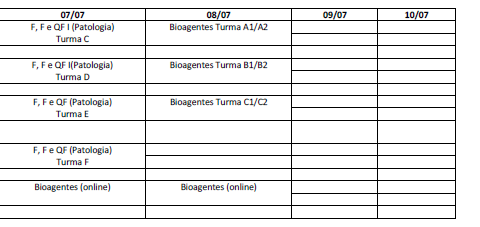 07/07 08/07 09/07 10/07
F, F e QF I (Patologia) Bioagentes Turma A1/A2
Turma C
F, F e QF I(Patologia) Bioagentes Turma B1/B2
Turma D
F, F e QF (Patologia) Bioagentes Turma C1/C2
Turma E
F, F e QF (Patologia)
Turma F
Bioagentes (online) Bioagentes (online)